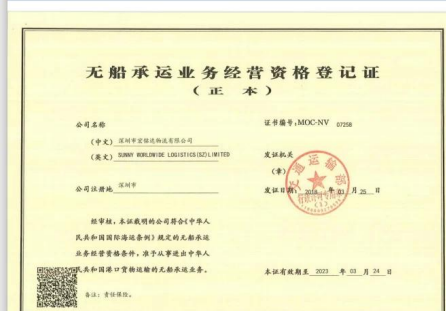 无船承运业务经营资格登记证
（正 本）
公司名称
证书编号:MOC-NV 07258
（中文）深圳市宏保达物流有限公司
（英文）SUNNY WORLDWIDE LOGISTICS(SZ)LIMITED
发证机关
（章）
公司注册地 深圳市
发证日期: 2018 年 03 月 25 日
经审核，本证载明的公司符合《中华人
民共和国国际海运条例》规定的无船承运
业务经营资格条件，准予从事进出中华人
民共和国港口货物运输的无船承运业务。
本证有效期至 2023 年 03 月 24 日
备注: 责任保险。